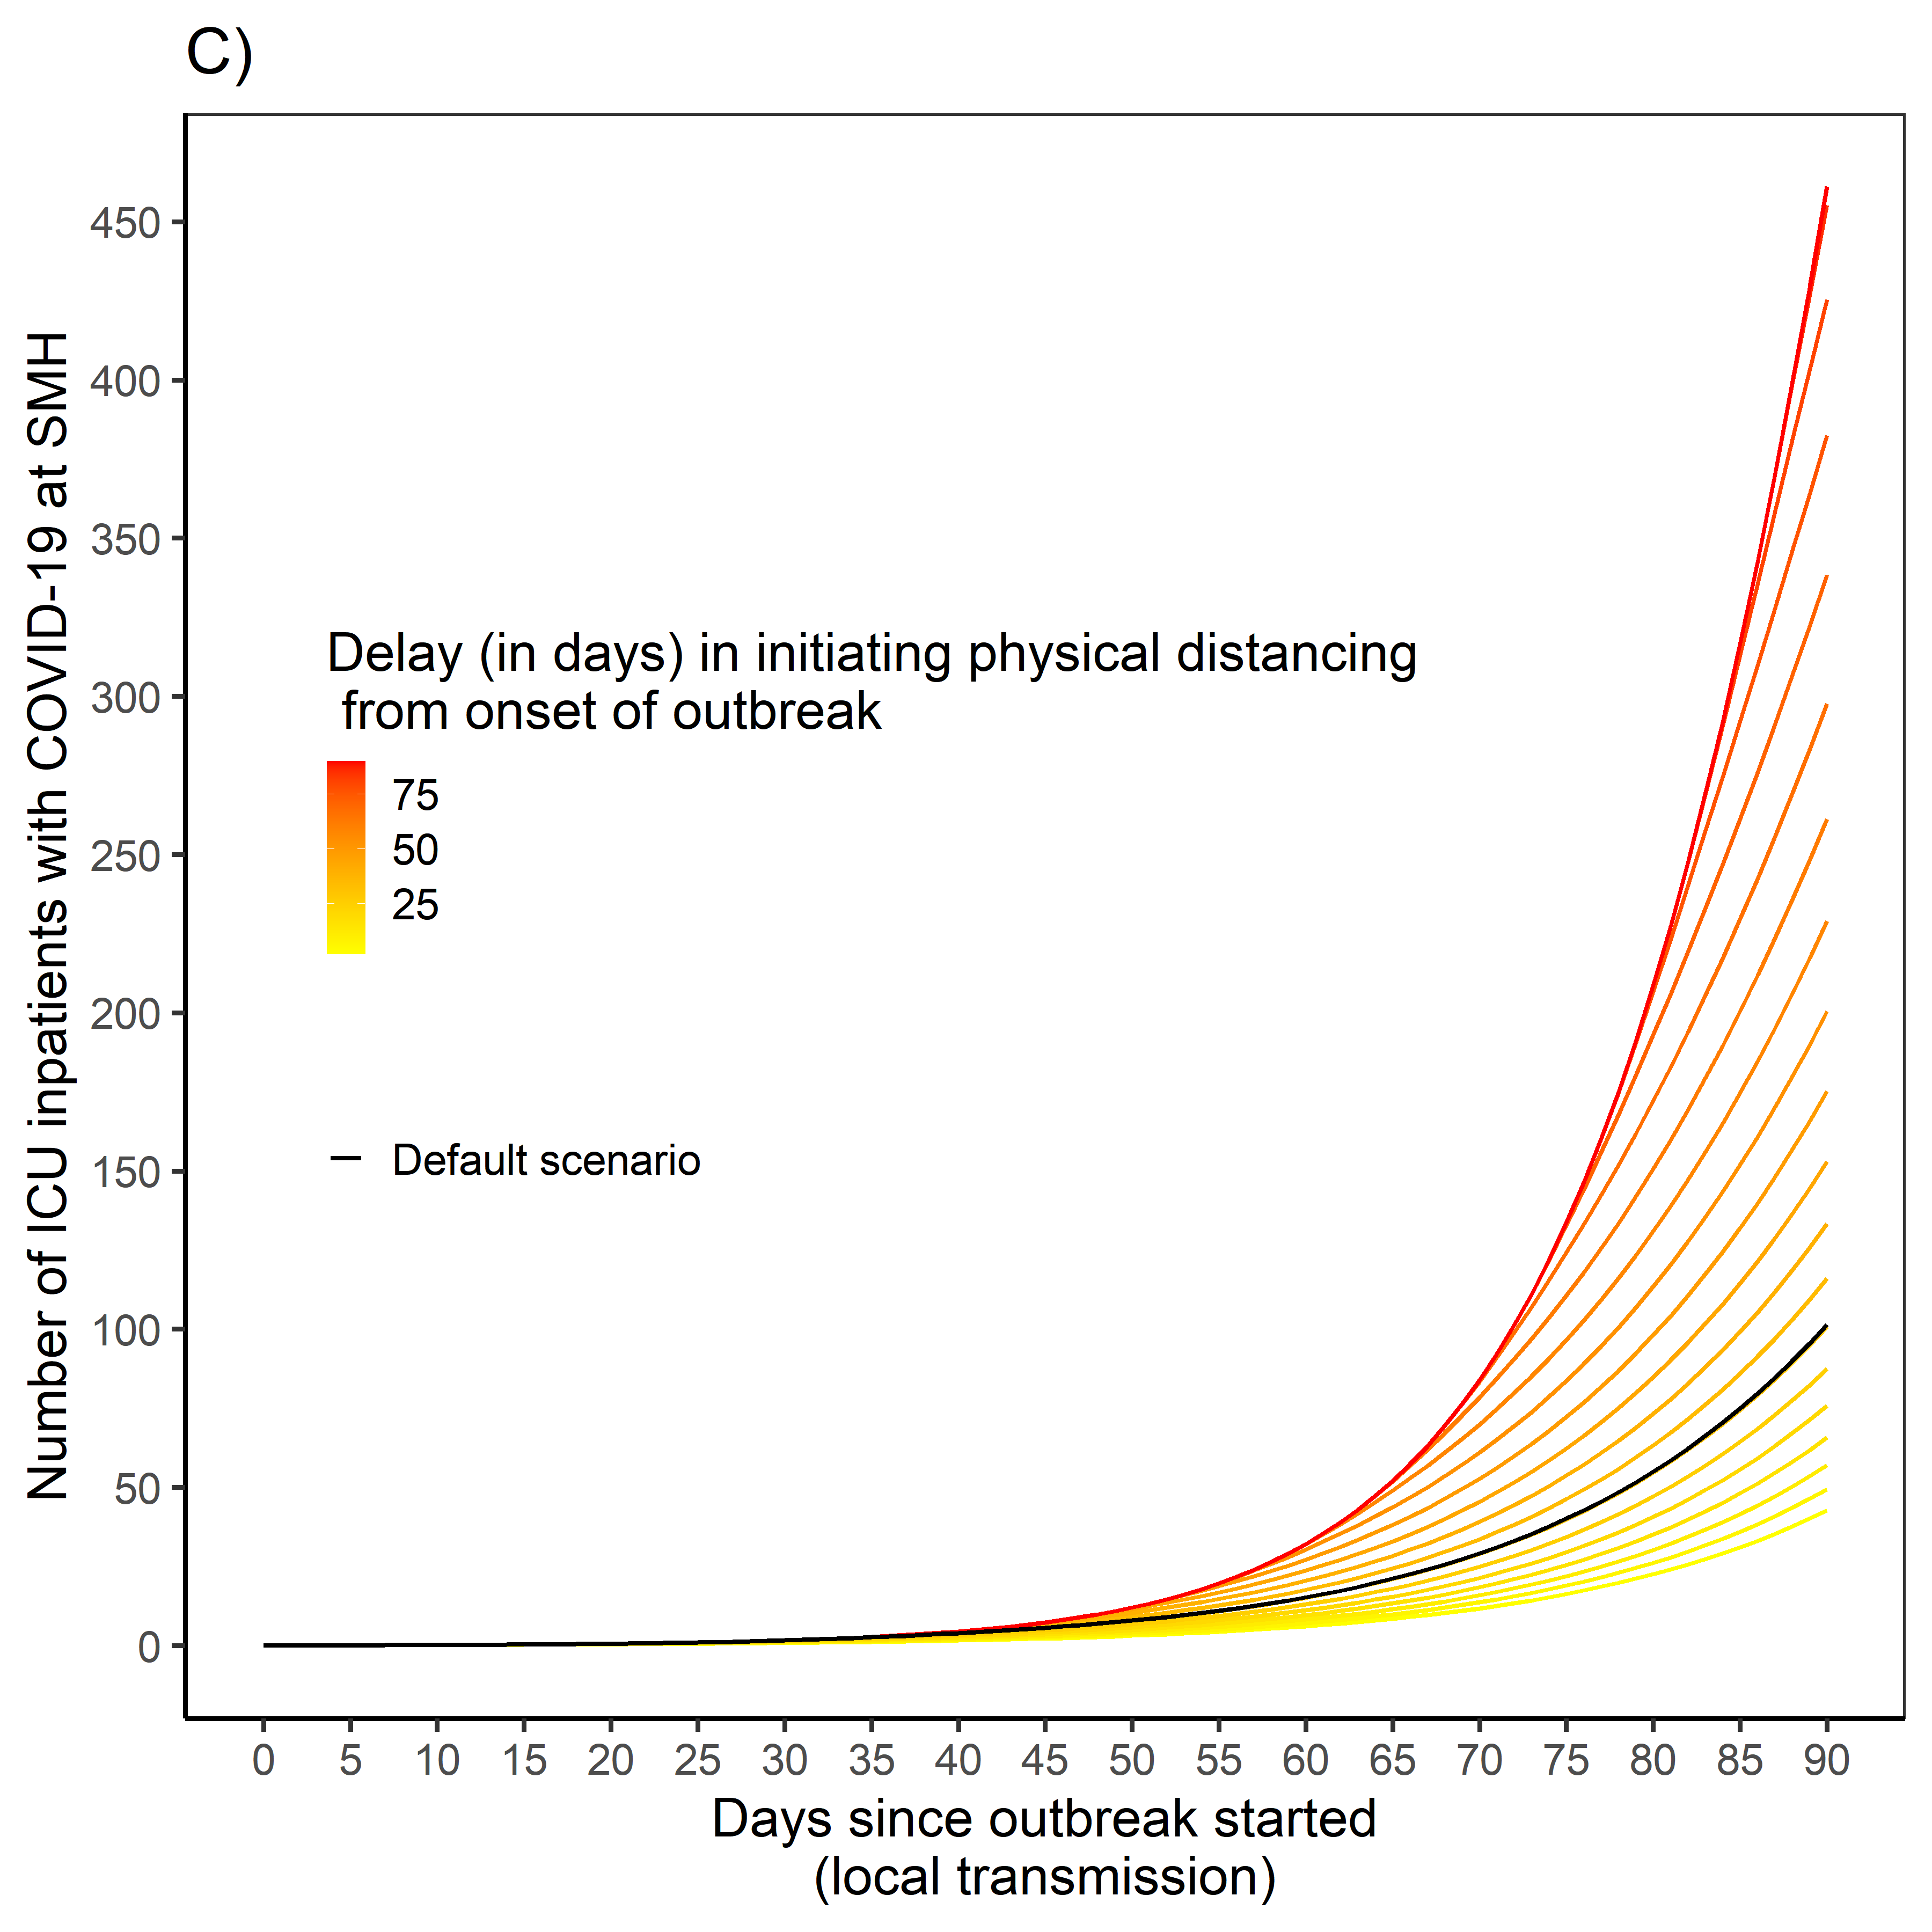 C)
Number of ICU inpatients with COVID-19 at SMH
450
400
350
300
250
200
150
100
50
0
Delay (in days) in initiating physical distancing
from onset of outbreak
75
50
25
Default scenario
0 5 10 15 20 25 30 35 40 45 50 55 60 65 70 75 80 85 90
Days since outbreak started
(local transmission)